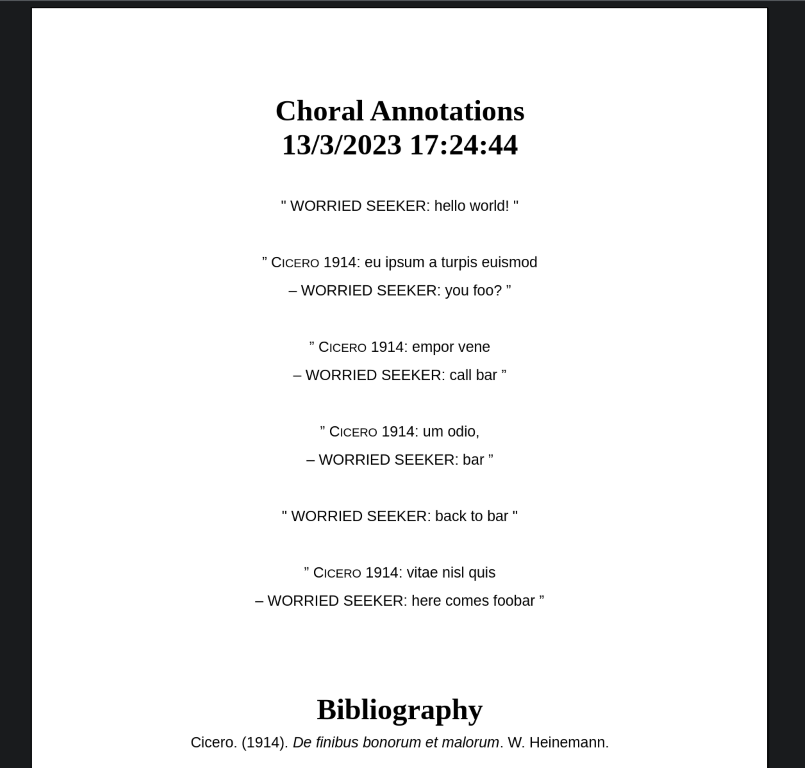 Choral Annotations
13/3/2023 17:24:44
" WORRIED SEEKER: hello world! "
” CICERO 1914: eu ipsum a turpis euismod
– WORRIED SEEKER: you foo? ”
” CICERO 1914: empor vene
– WORRIED SEEKER: call bar ”
” CICERO 1914: um odio,
– WORRIED SEEKER: bar ”
" WORRIED SEEKER: back to bar "
” CICERO 1914: vitae nisl quis
– WORRIED SEEKER: here comes foobar ”
Bibliography
Cicero. (1914). De finibus bonorum et malorum. W. Heinemann.